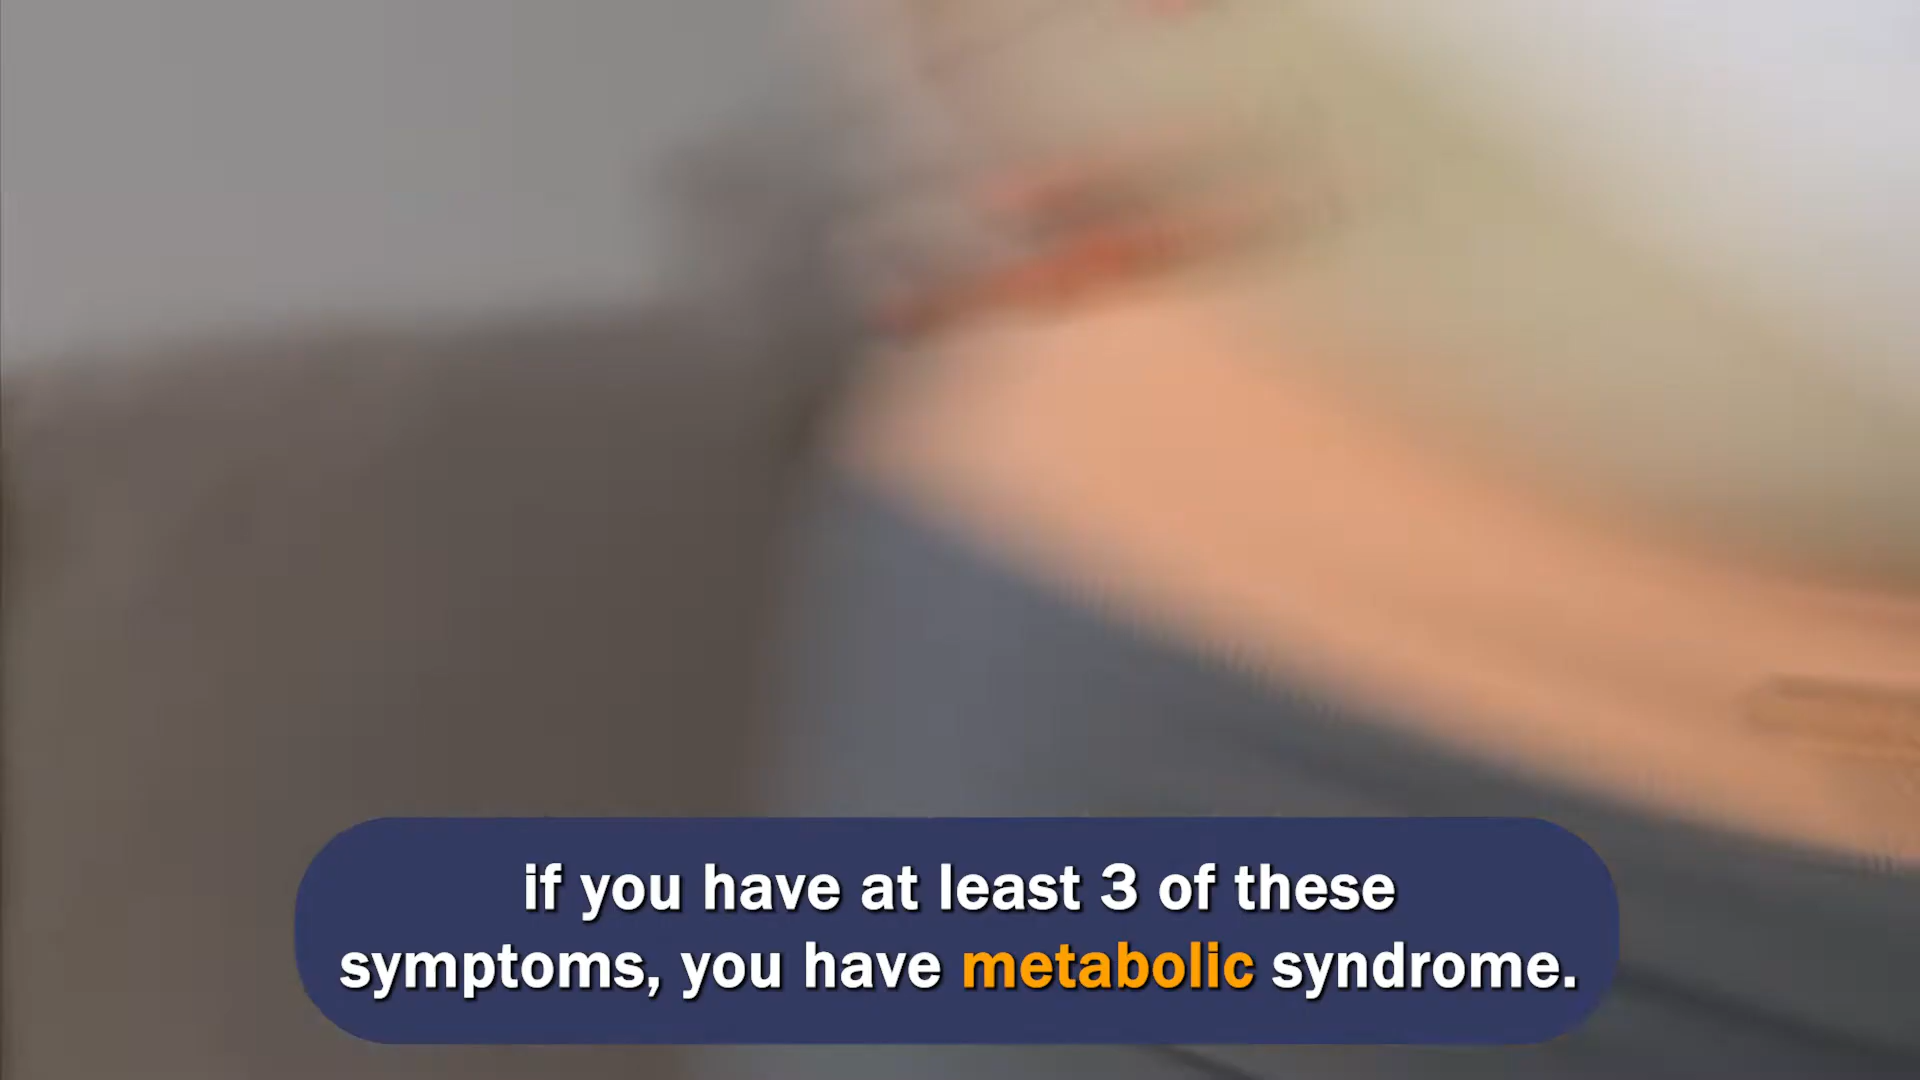 if you have at least 3 of these
symptoms, you have metabolic syndrome.